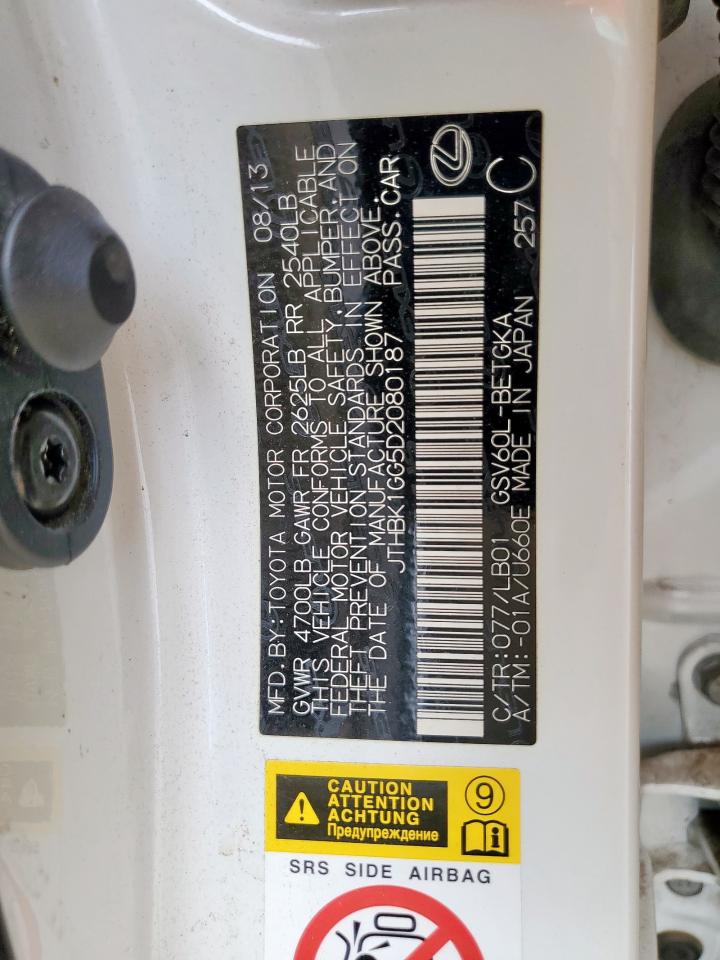 MFD.BY:TOYOTA MOTOR CORPORATION 08/13
GVWR 4700LB GAWR FR 2625LB RR 2540LB
THIS VEHICLE CONFORMS TO ALL APPLICABLE
FEDERAL MOTOR VEHICLE SAFETY,BUMPER,AND
THEFT PREVENTION STANDARDS IN EFFECT ON
THE DATE OF MANUFACTURE SHOWN ABOVE.
JTHBK1GG5D2080187 PASS.CAR
C/TR:077/LB01 GSV60L-BETGKA
A/TM:-01A/U660E MADE IN JAPAN 257 C
CAUTION
ATTENTION
ACHTUNG
Предупреждение
9
i
SRS SIDE AIRBAG